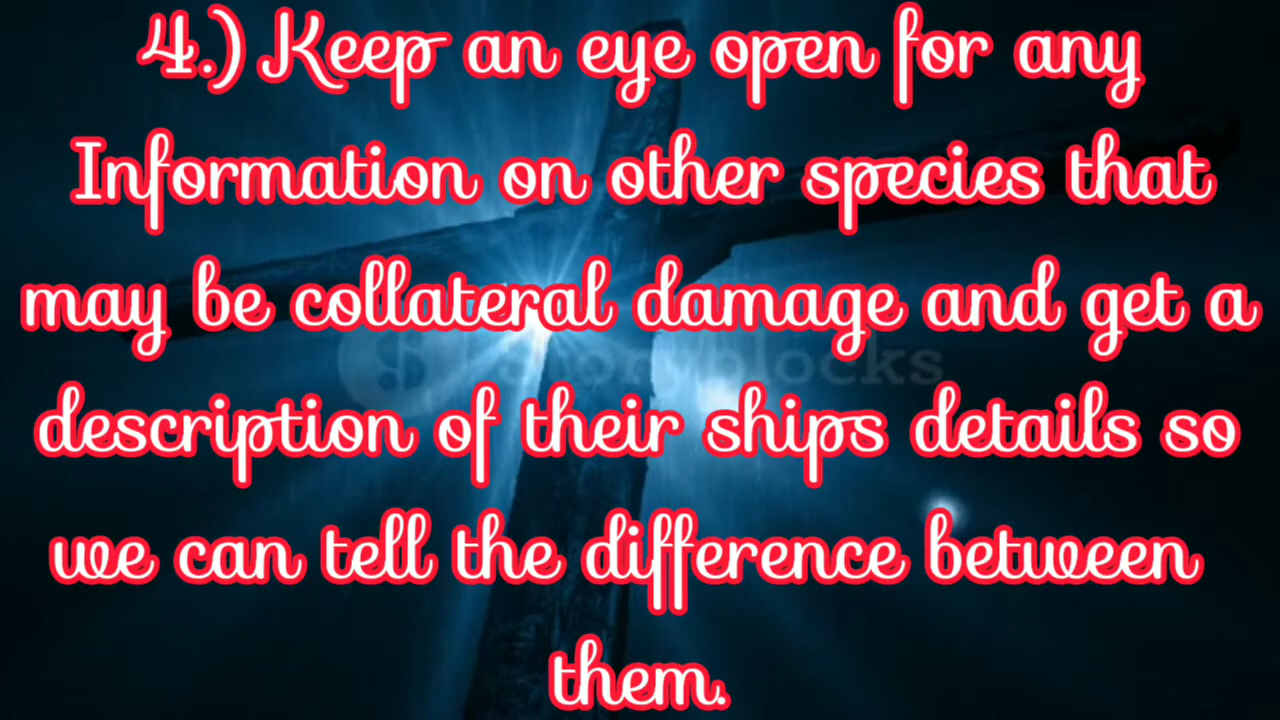 4.) Keep an eye open for any
Information on other species that
may be collateral damage and get a
description of their ships details so
we can tell the difference between
them.
Storyblocks